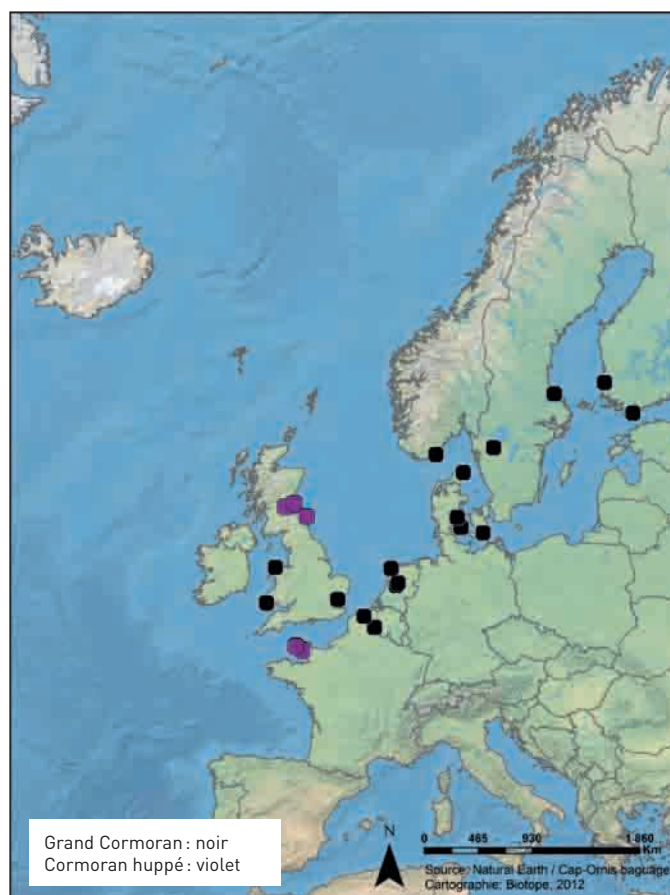 Grand Cormoran : noir
Cormoran huppé : violet
N
0 465 930 1 860
Km
Source: Natural Earth / Cap-Ornis baguage
Cartographie: Biotope, 2012